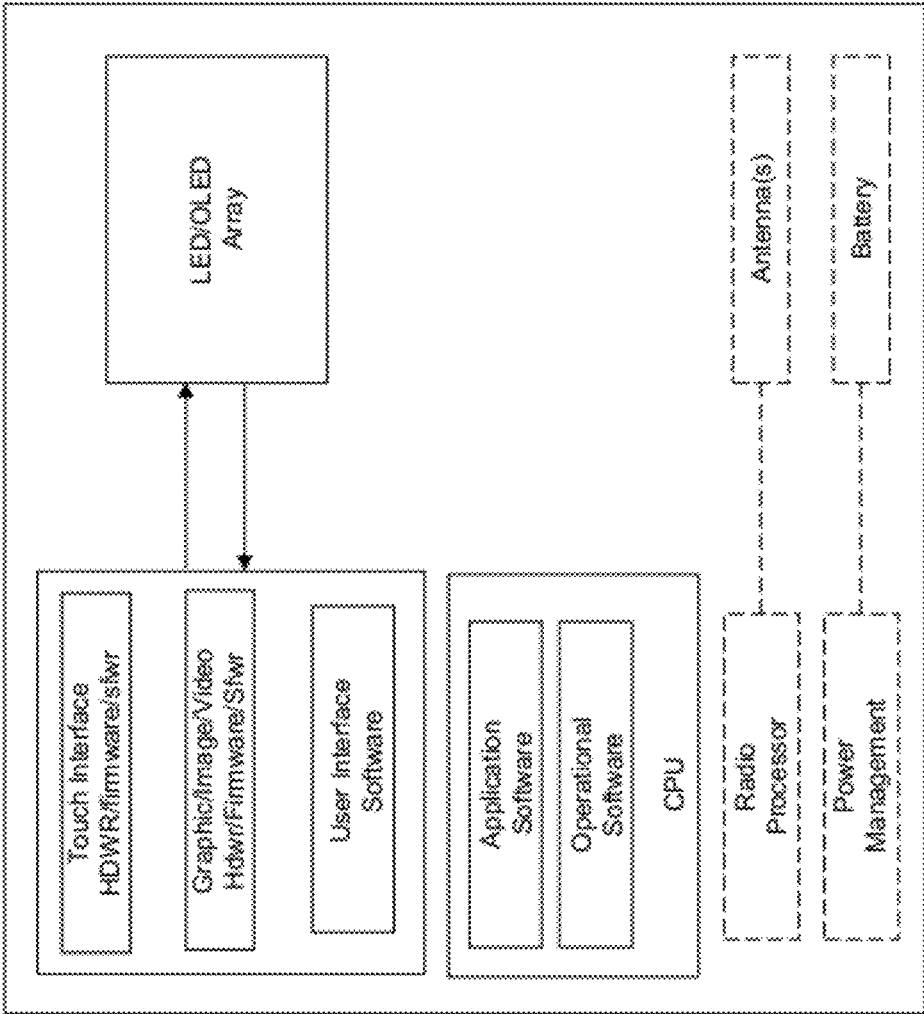 Touch Interface
HDWR/firmware/sfwr
Graphic/Image/Video
Hdwr/Firmware/Sfwr
User Interface
Software
LED/OLED
Array
Application
Software
Operational
Software
CPU
Radio
Processor
Antenna(s)
Power
Management
Battery